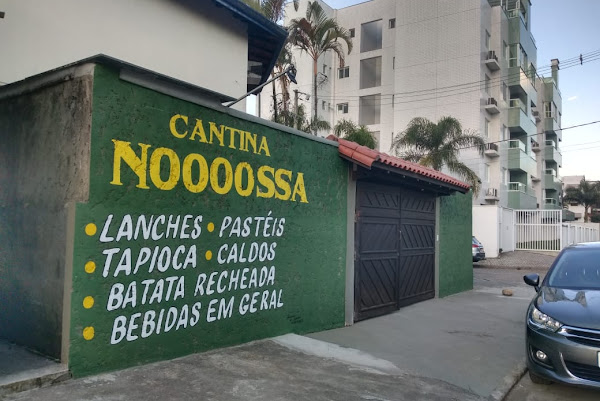 CANTINA
NOOOOSSA
• LANCHES • PASTÉIS
• TAPIOCA • CALDOS
• BATATA RECHEADA
• BEBIDAS EM GERAL